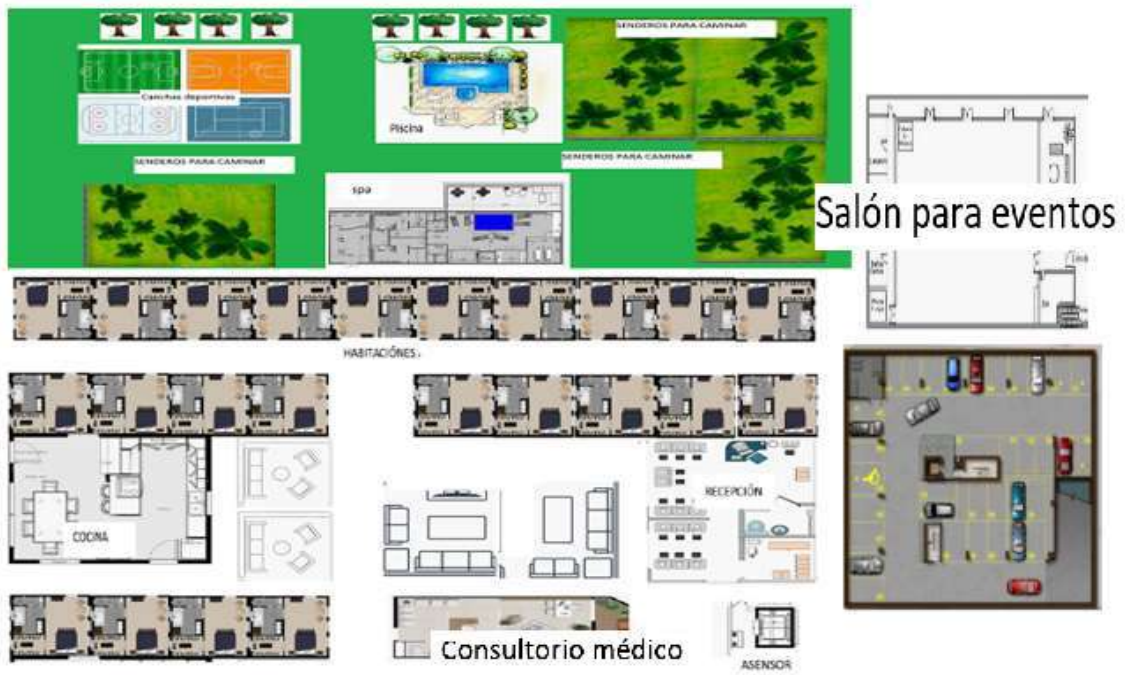 SENDEROS PARA CAMINAR
Canchas deportivas
Piscina
SENDEROS PARA CAMINAR
SENDEROS PARA CAMINAR
spa
Salón para eventos
HABITACIÓNES.
RECEPCIÓN
COCINA
Consultorio médico
ASENSOR